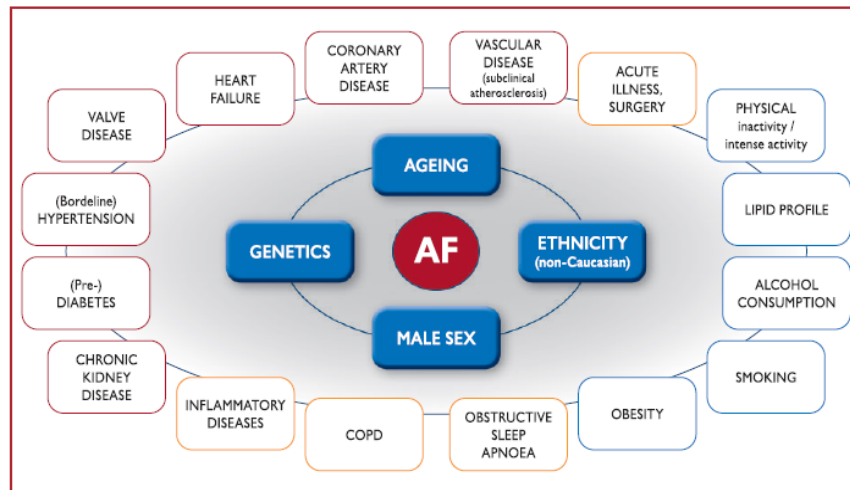 CORONARY
ARTERY
DISEASE
VASCULAR
DISEASE
(subclinical
atherosclerosis)
HEART
FAILURE
ACUTE
ILLNESS,
SURGERY
VALVE
DISEASE
PHYSICAL
inactivity /
intense activity
AGEING
(Bordeline)
HYPERTENSION
LIPID PROFILE
GENETICS
AF
ETHNICITY
(non-Caucasian)
(Pre-)
DIABETES
ALCOHOL
CONSUMPTION
MALE SEX
CHRONIC
KIDNEY
DISEASE
SMOKING
INFLAMMATORY
DISEASES
COPD
OBSTRUCTIVE
SLEEP
APNOEA
OBESITY